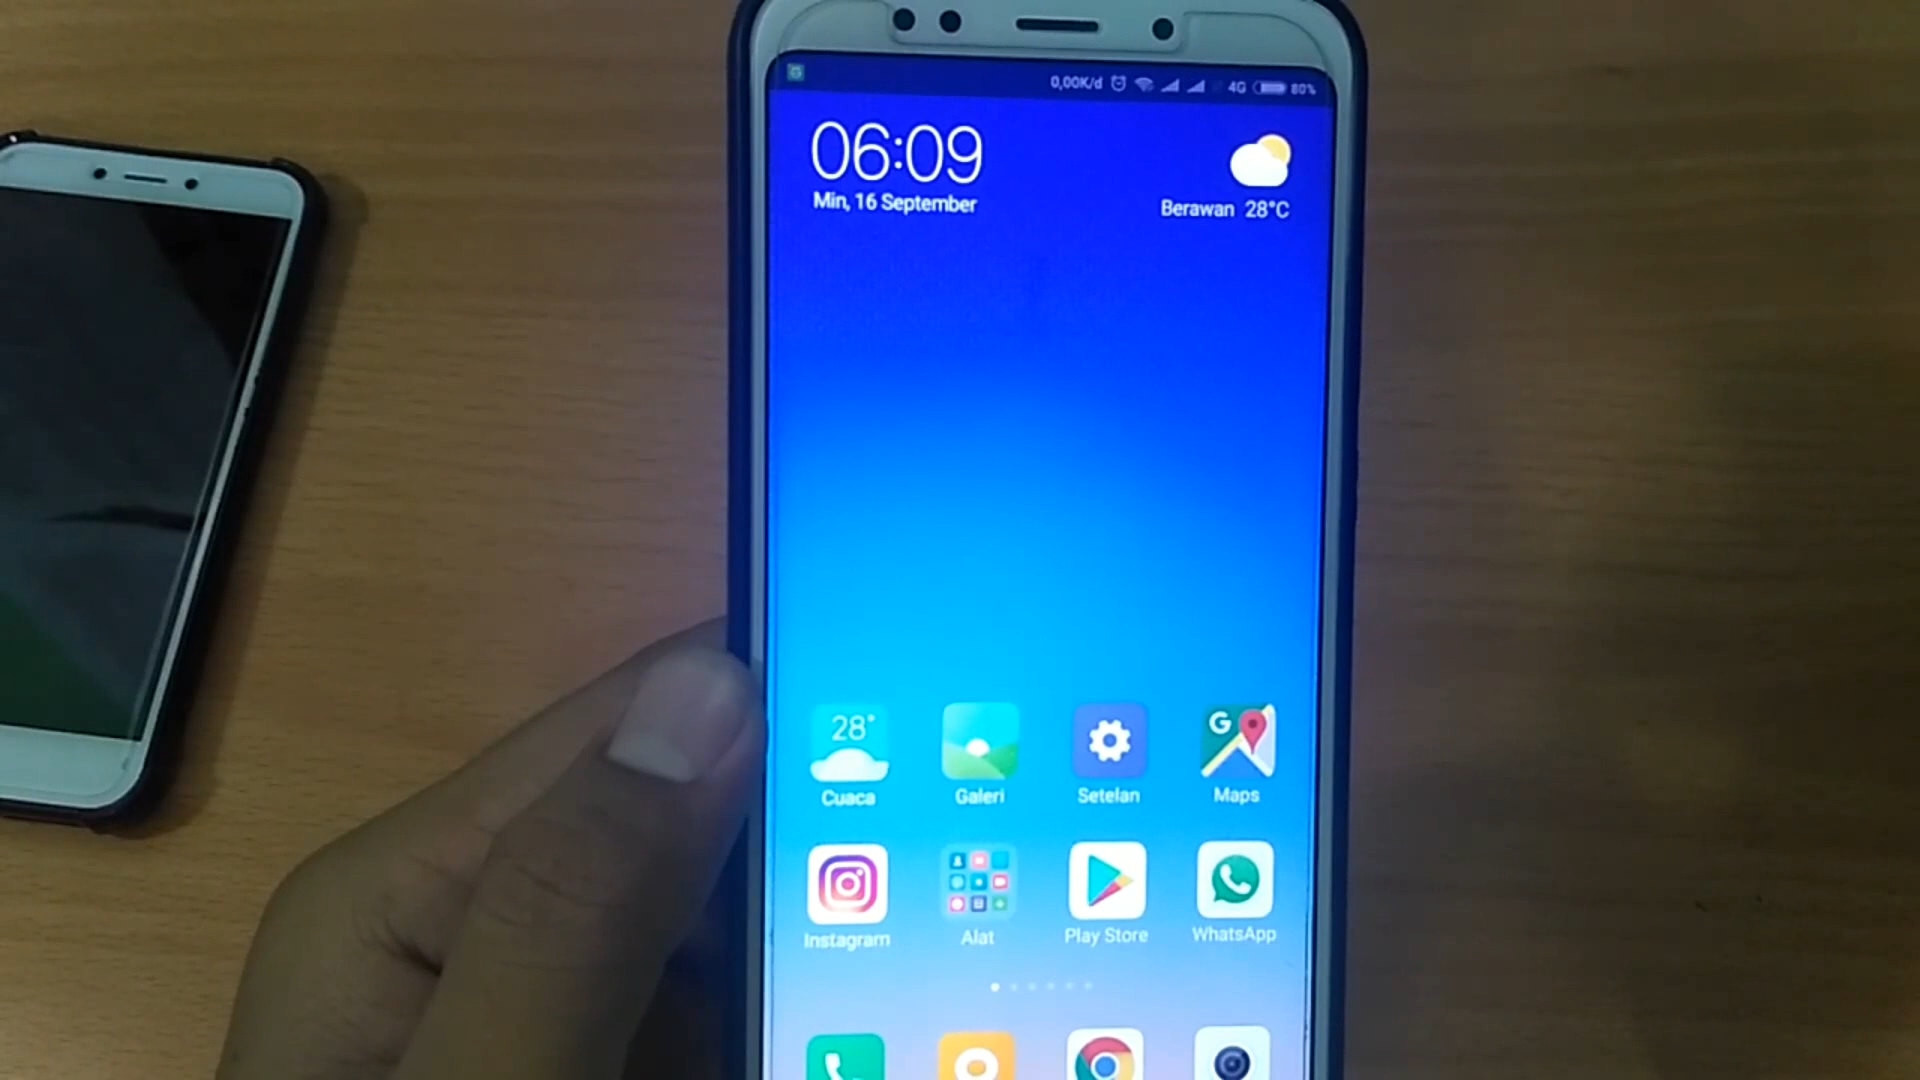 0,00K/d 4G 80%
06:09
Min, 16 September
Berawan 28°C
28°
Cuaca Galeri Setelan Maps
Instagram Alat Play Store WhatsApp